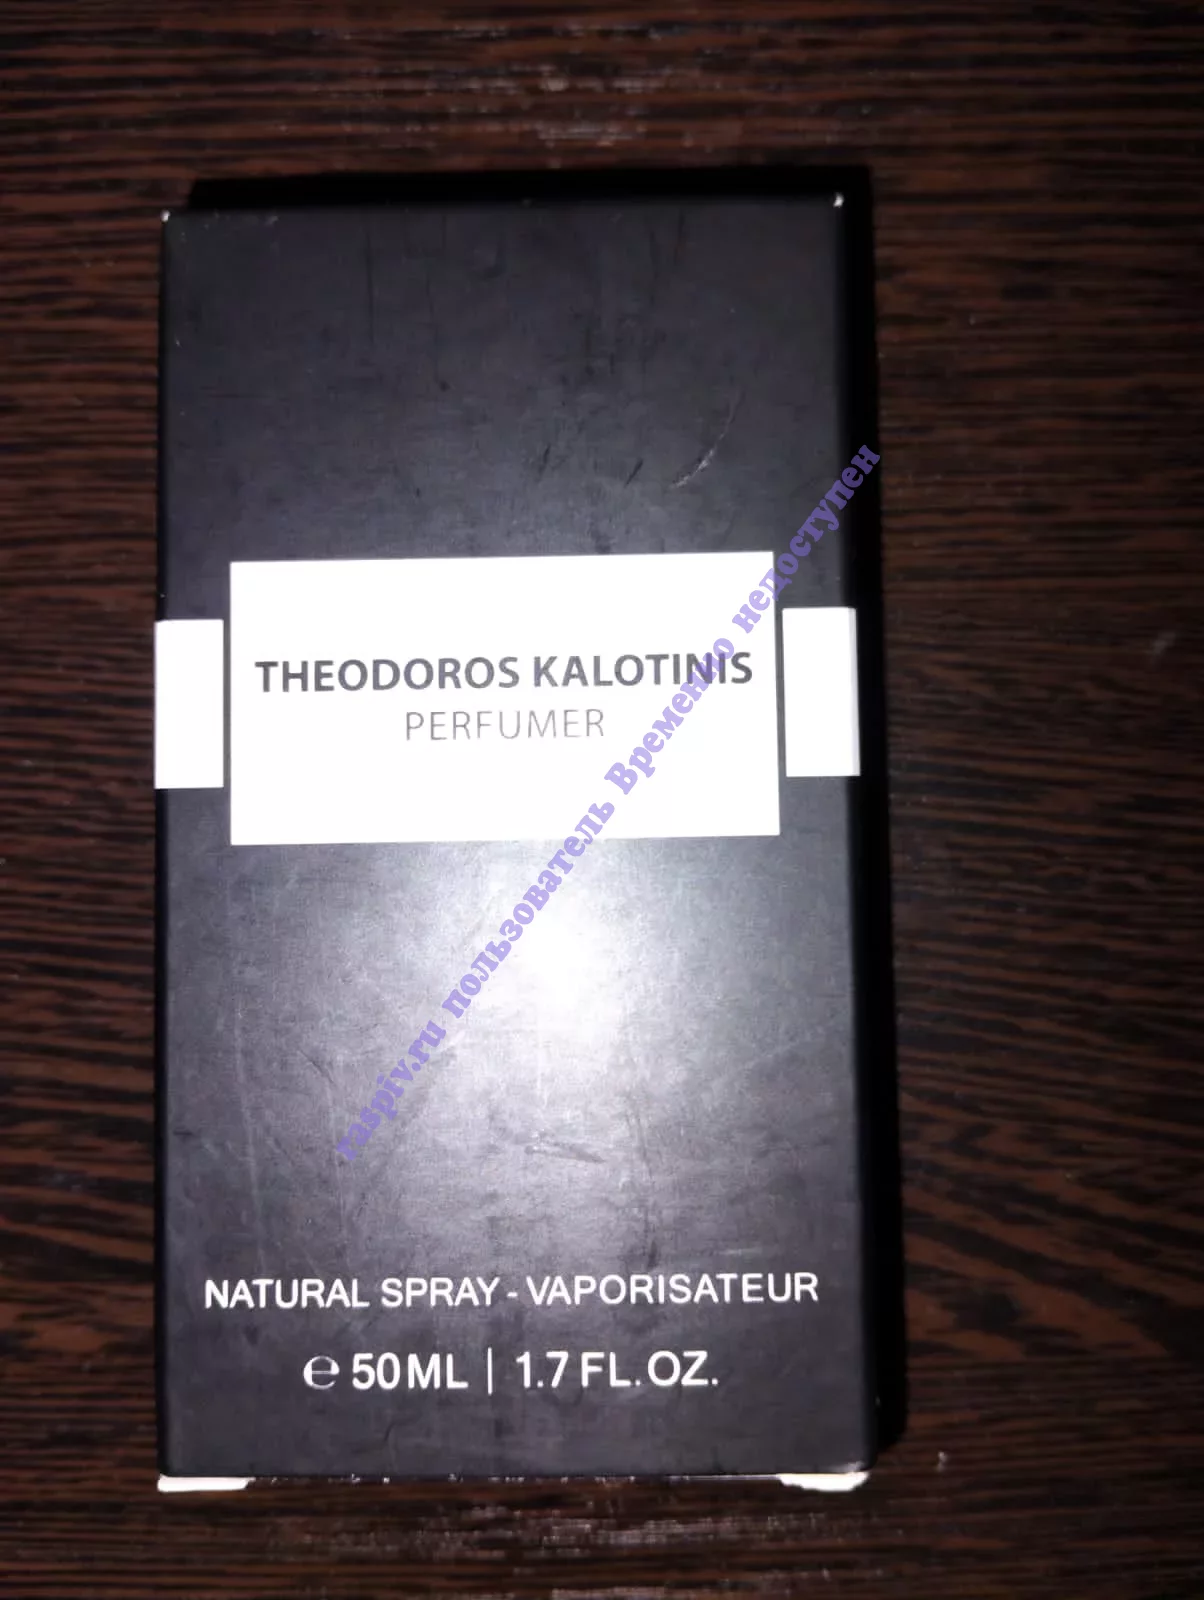 THEODOROS KALOTINIS
PERFUMER
raspiv.ru пользователь Временно недоступен
NATURAL SPRAY - VAPORISATEUR
℮ 50ML | 1.7 FL. OZ.